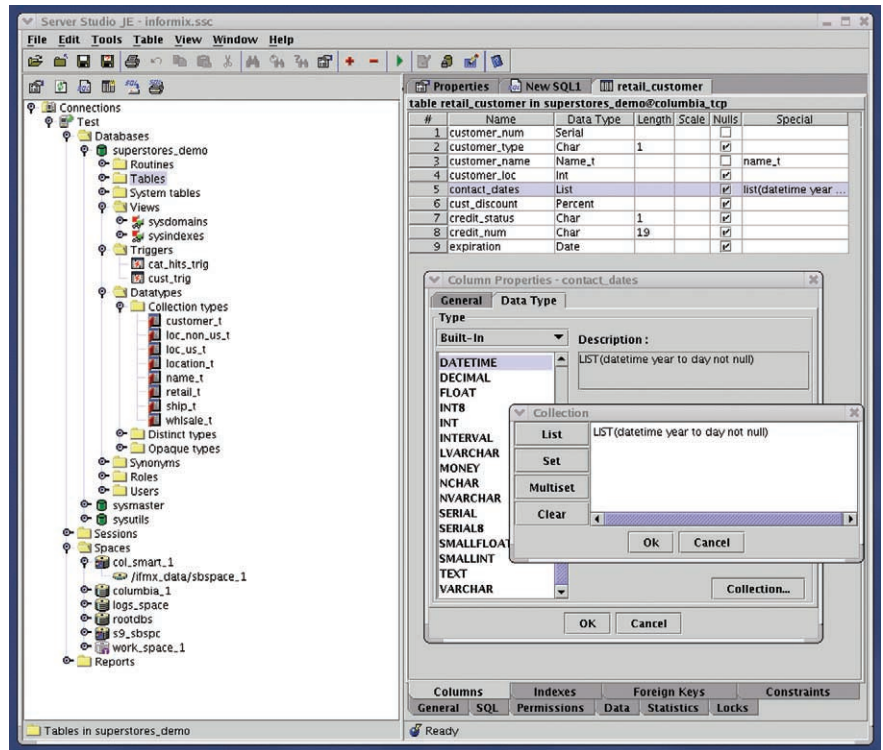 Server Studio JE - informix.ssc
File Edit Tools Table View Window Help
Connections
Test
Databases
superstores_demo
Routines
Tables
System tables
Views
sysdomains
sysindexes
Triggers
cat_hits_trig
cust_trig
Datatypes
Collection types
customer_t
loc_non_us_t
loc_us_t
location_t
name_t
retail_t
ship_t
whlsale_t
Distinct types
Opaque types
Synonyms
Roles
Users
sysmaster
sysutils
Sessions
Spaces
col_smart_1
/ifmx_data/sbspace_1
columbia_1
logs_space
rootdbs
s9_sbspc
work_space_1
Reports
Tables in superstores_demo
Properties New SQL1 retail_customer
table retail_customer in superstores_demo@columbia_tcp
# Name Data Type Length Scale Nulls Special
1 customer_num Serial
2 customer_type Char 1
3 customer_name Name_t name_t
4 customer_loc Int
5 contact_dates List list(datetime year ...
6 cust_discount Percent
7 credit_status Char 1
8 credit_num Char 19
9 expiration Date
Column Properties - contact_dates
General Data Type
Type
Built-In Description :
LIST(datetime year to day not null)
DATETIME
DECIMAL
FLOAT
INT8
INT
INTERVAL
LVARCHAR
MONEY
NCHAR
NVARCHAR
SERIAL
SERIAL8
SMALLFLOAT
SMALLINT
TEXT
VARCHAR
Collection
List LIST(datetime year to day not null)
Set
Multiset
Clear
Ok Cancel
Collection...
OK Cancel
Columns Indexes Foreign Keys Constraints
General SQL Permissions Data Statistics Locks
Ready